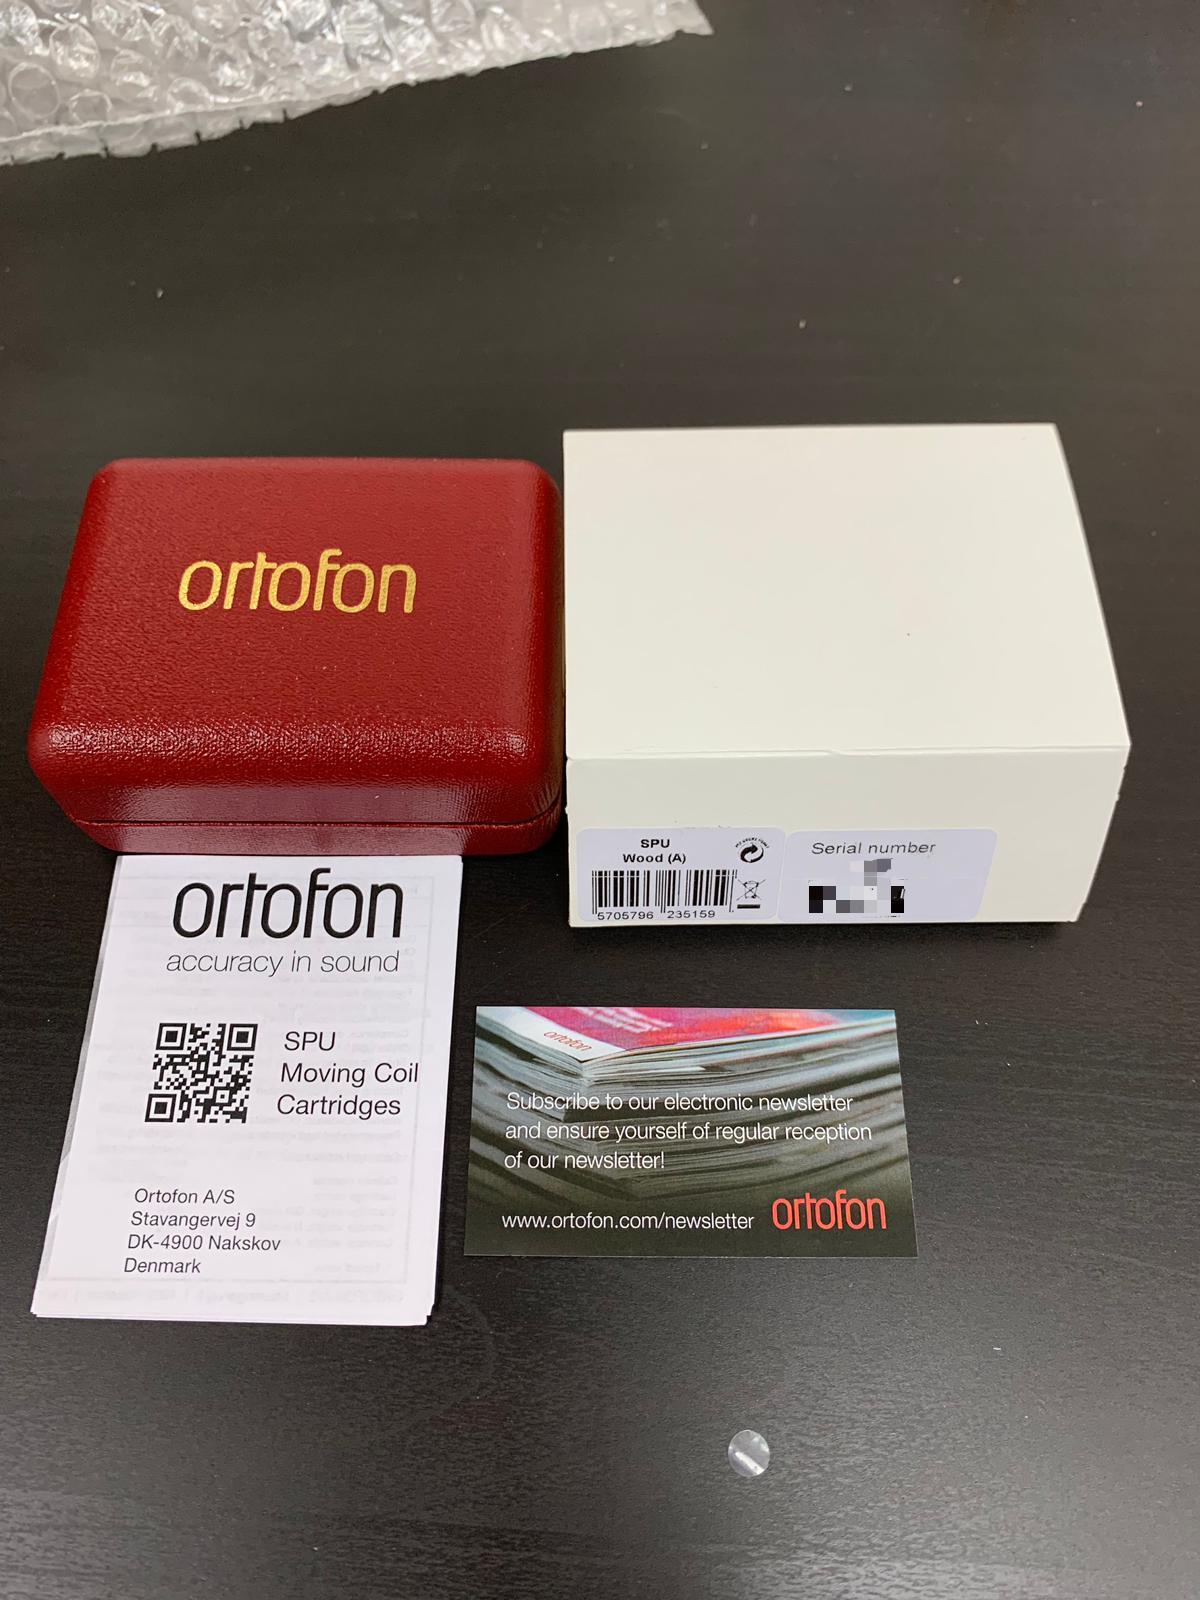 ortofon
SPU
Wood (A)
5705796 235159
Serial number
ortofon
accuracy in sound
SPU
Moving Coil
Cartridges
Ortofon A/S
Stavangervej 9
DK-4900 Nakskov
Denmark
ortofon
Subscribe to our electronic newsletter
and ensure yourself of regular reception
of our newsletter!
www.ortofon.com/newsletter
ortofon